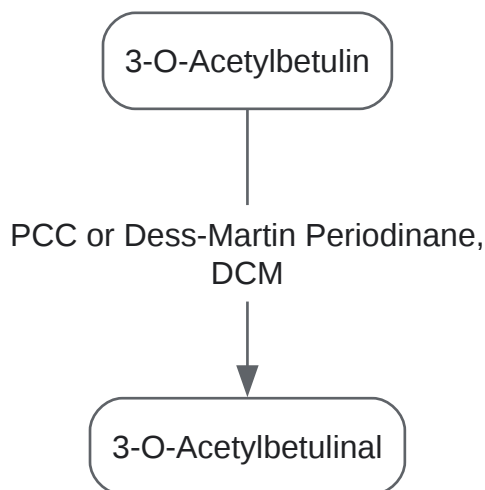 3-O-Acetylbetulin
PCC or Dess-Martin Periodinane,
DCM
3-O-Acetylbetulinal